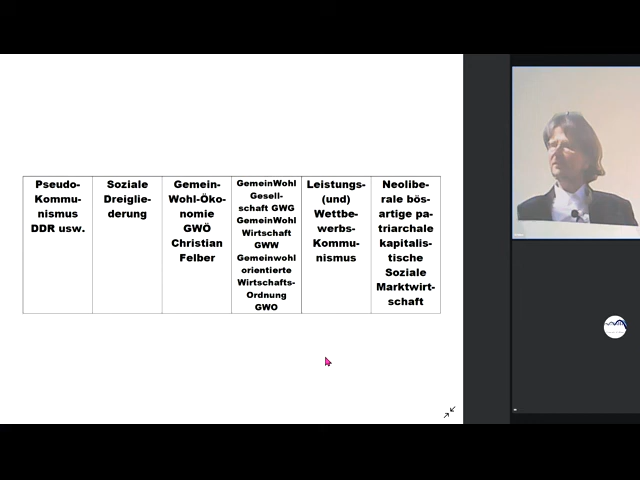 Pseudo-
Kommu-
nismus
DDR usw.
Soziale
Dreiglie-
derung
Gemein-
Wohl-Öko-
nomie
GWÖ
Christian
Felber
GemeinWohl
Gesell-
schaft GWG
GemeinWohl
Wirtschaft
GWW
Gemeinwohl
orientierte
Wirtschafts-
Ordnung
GWO
Leistungs-
(und)
Wettbe-
werbs-
Kommu-
nismus
Neolibe-
rale bös-
artige pa-
triarchale
kapitalis-
tische
Soziale
Marktwirt-
schaft